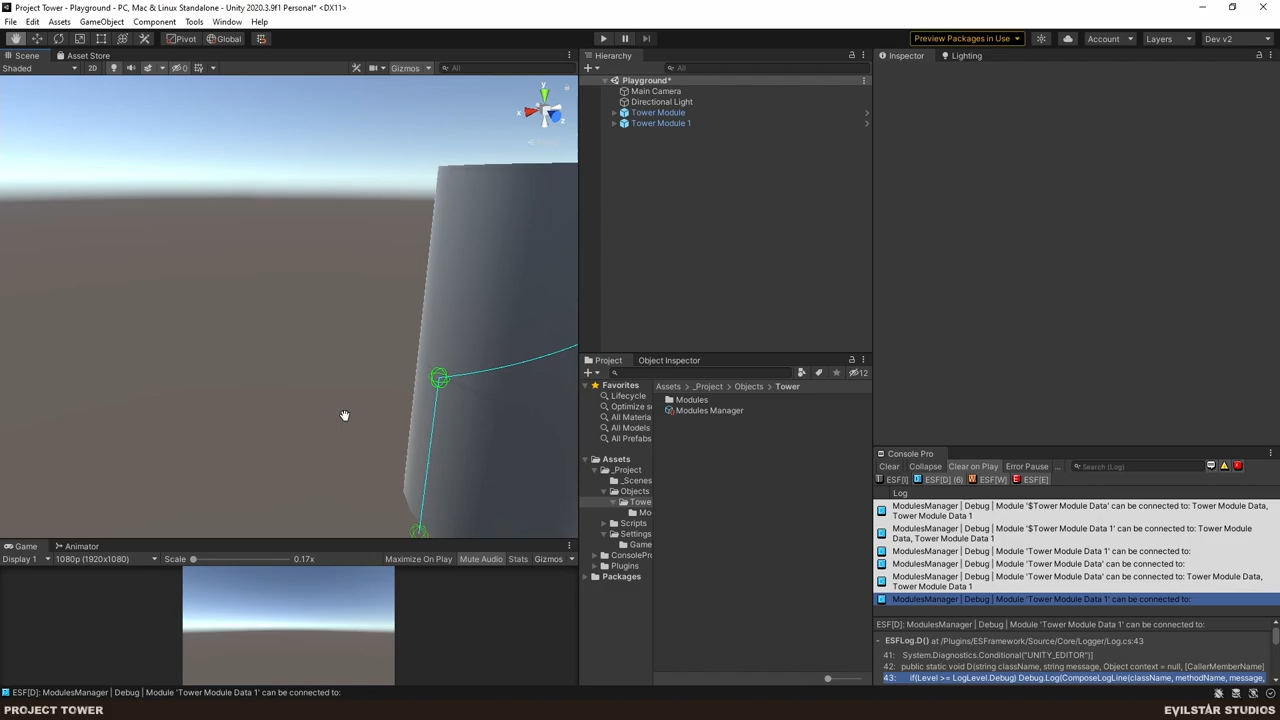 Project Tower - Playground - PC, Mac & Linux Standalone - Unity 2020.3.9f1 Personal* <DX11>
File Edit Assets GameObject Component Tools Window Help
Pivot Global Preview Packages in Use Account Layers Dev v2
Scene Asset Store
Shaded 2D 0 Gizmos All
y x z
Hierarchy
All
Playground*
Main Camera
Directional Light
Tower Module
Tower Module 1
Inspector Lighting
Project Object Inspector
12
Favorites
Lifecycle
Optimize s
All Materia
All Models
All Prefabs
Assets
_Project
_Scenes
Objects
Towe
Mo
Scripts
Settings
Game
ConsolePr
Plugins
Packages
Assets > _Project > Objects > Tower
Modules
Modules Manager
Console Pro
Clear Collapse Clear on Play Error Pause ... Search (Log)
ESF[I] ESF[D] (6) ESF[W] ESF[E]
Log
ModulesManager | Debug | Module '$Tower Module Data' can be connected to: Tower Module Data,
Tower Module Data 1
ModulesManager | Debug | Module '$Tower Module Data 1' can be connected to: Tower Module
Data, Tower Module Data 1
ModulesManager | Debug | Module 'Tower Module Data 1' can be connected to:
ModulesManager | Debug | Module 'Tower Module Data' can be connected to:
ModulesManager | Debug | Module 'Tower Module Data' can be connected to: Tower Module Data,
Tower Module Data 1
ModulesManager | Debug | Module 'Tower Module Data 1' can be connected to:
ESF[D]: ModulesManager | Debug | Module 'Tower Module Data 1' can be connected to:
ESFLog.D() at /Plugins/ESFramework/Source/Core/Logger/Log.cs:43
41: System.Diagnostics.Conditional("UNITY_EDITOR")]
42: public static void D(string className, string message, Object context = null, [CallerMemberName]
43: if(Level >= LogLevel.Debug) Debug.Log(ComposeLogLine(className, methodName, message,
Game Animator
Display 1 1080p (1920x1080) Scale 0.17x Maximize On Play Mute Audio Stats Gizmos
ESF[D]: ModulesManager | Debug | Module 'Tower Module Data 1' can be connected to:
PROJECT TOWER
EVILSTAR STUDIOS